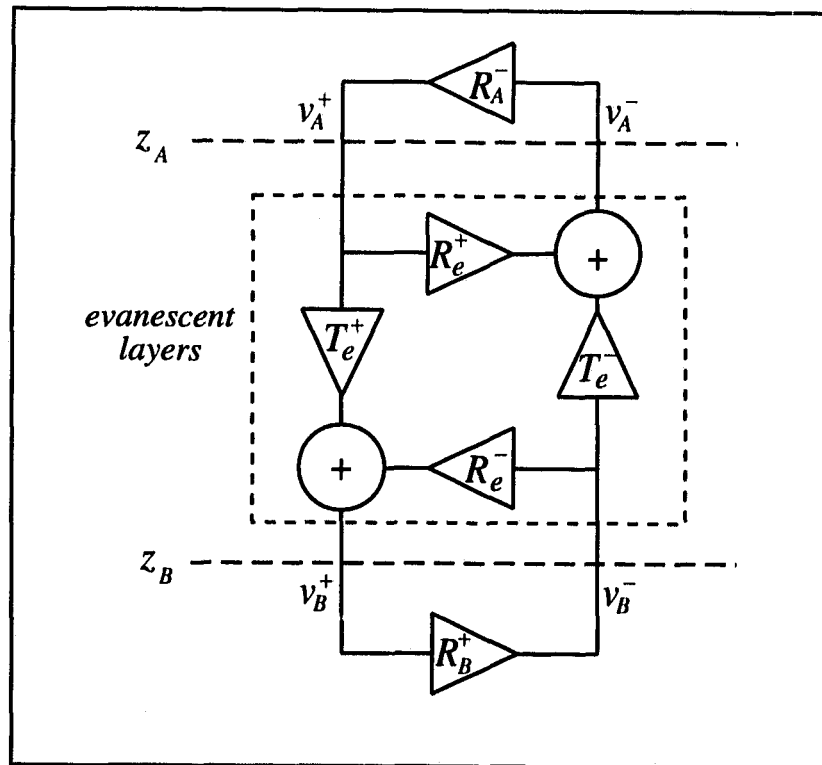 R_A^-
v_A^+ v_A^-
z_A
R_e^+
+
evanescent
layers
T_e^+ T_e^-
+
R_e^-
z_B
v_B^+ v_B^-
R_B^+